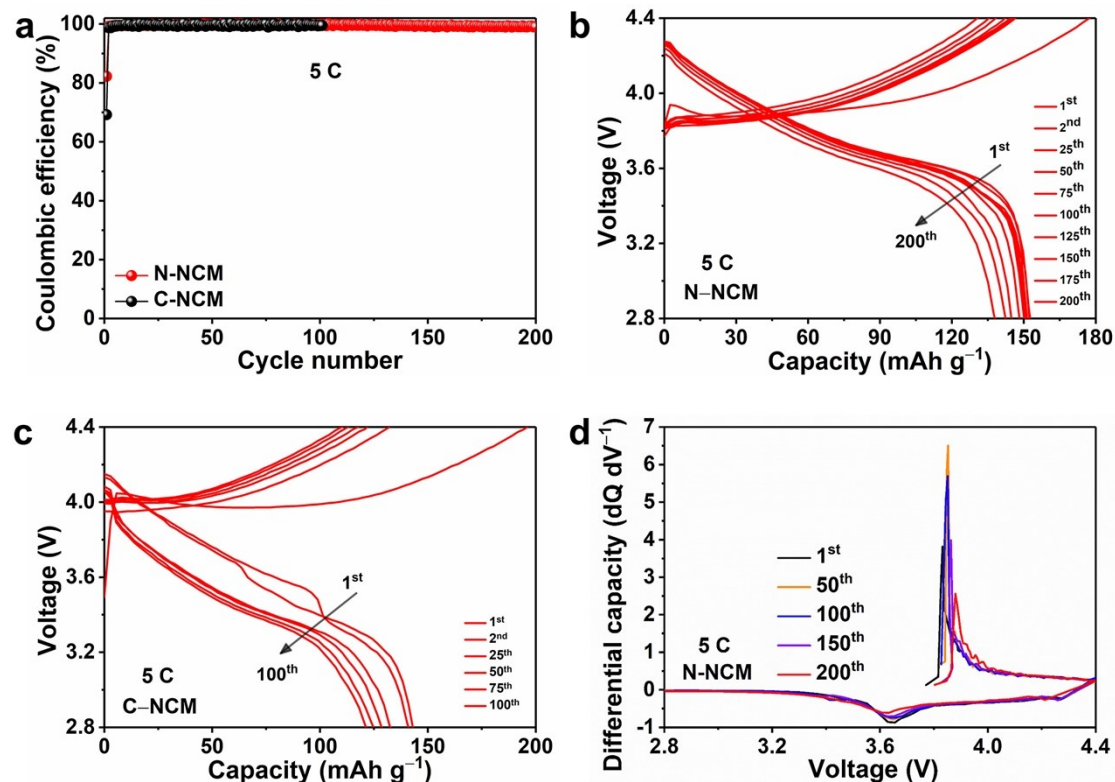 a
Coulombic efficiency (%)
100
80
60
40
20
0
5 C
N-NCM
C-NCM
0 50 100 150 200
Cycle number
b
Voltage (V)
4.4
4.0
3.6
3.2
2.8
1st
2nd
25th
50th
75th
100th
125th
150th
175th
200th
1st
200th
5 C
N–NCM
0 30 60 90 120 150 180
Capacity (mAh g⁻¹)
c
Voltage (V)
4.4
4.0
3.6
3.2
2.8
1st
100th
1st
2nd
25th
50th
75th
100th
5 C
C–NCM
0 50 100 150 200
Capacity (mAh g⁻¹)
d
Differential capacity (dQ dV⁻¹)
7
6
5
4
3
2
1
0
-1
1st
50th
100th
150th
200th
5 C
N-NCM
2.8 3.2 3.6 4.0 4.4
Voltage (V)